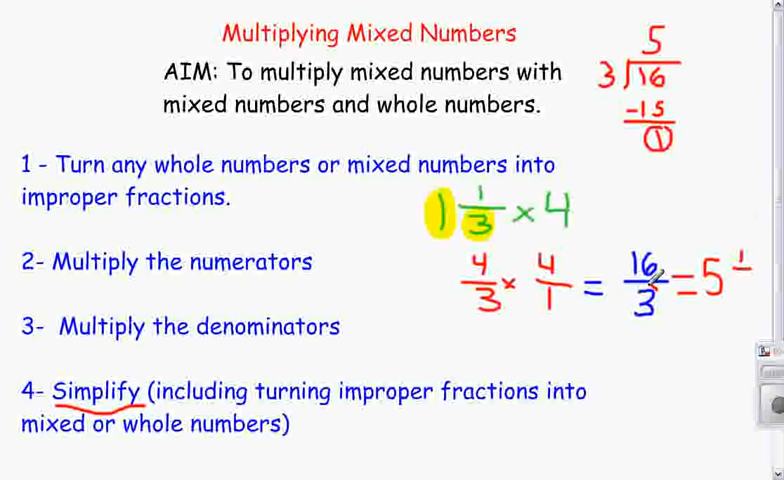 Multiplying Mixed Numbers
AIM: To multiply mixed numbers with
mixed numbers and whole numbers.
5
3 √16
-15
1
1 - Turn any whole numbers or mixed numbers into
improper fractions.
1 1/3 × 4
4/3 × 4/1 = 16/3 = 5 1/
2- Multiply the numerators
3- Multiply the denominators
4- Simplify (including turning improper fractions into
mixed or whole numbers)